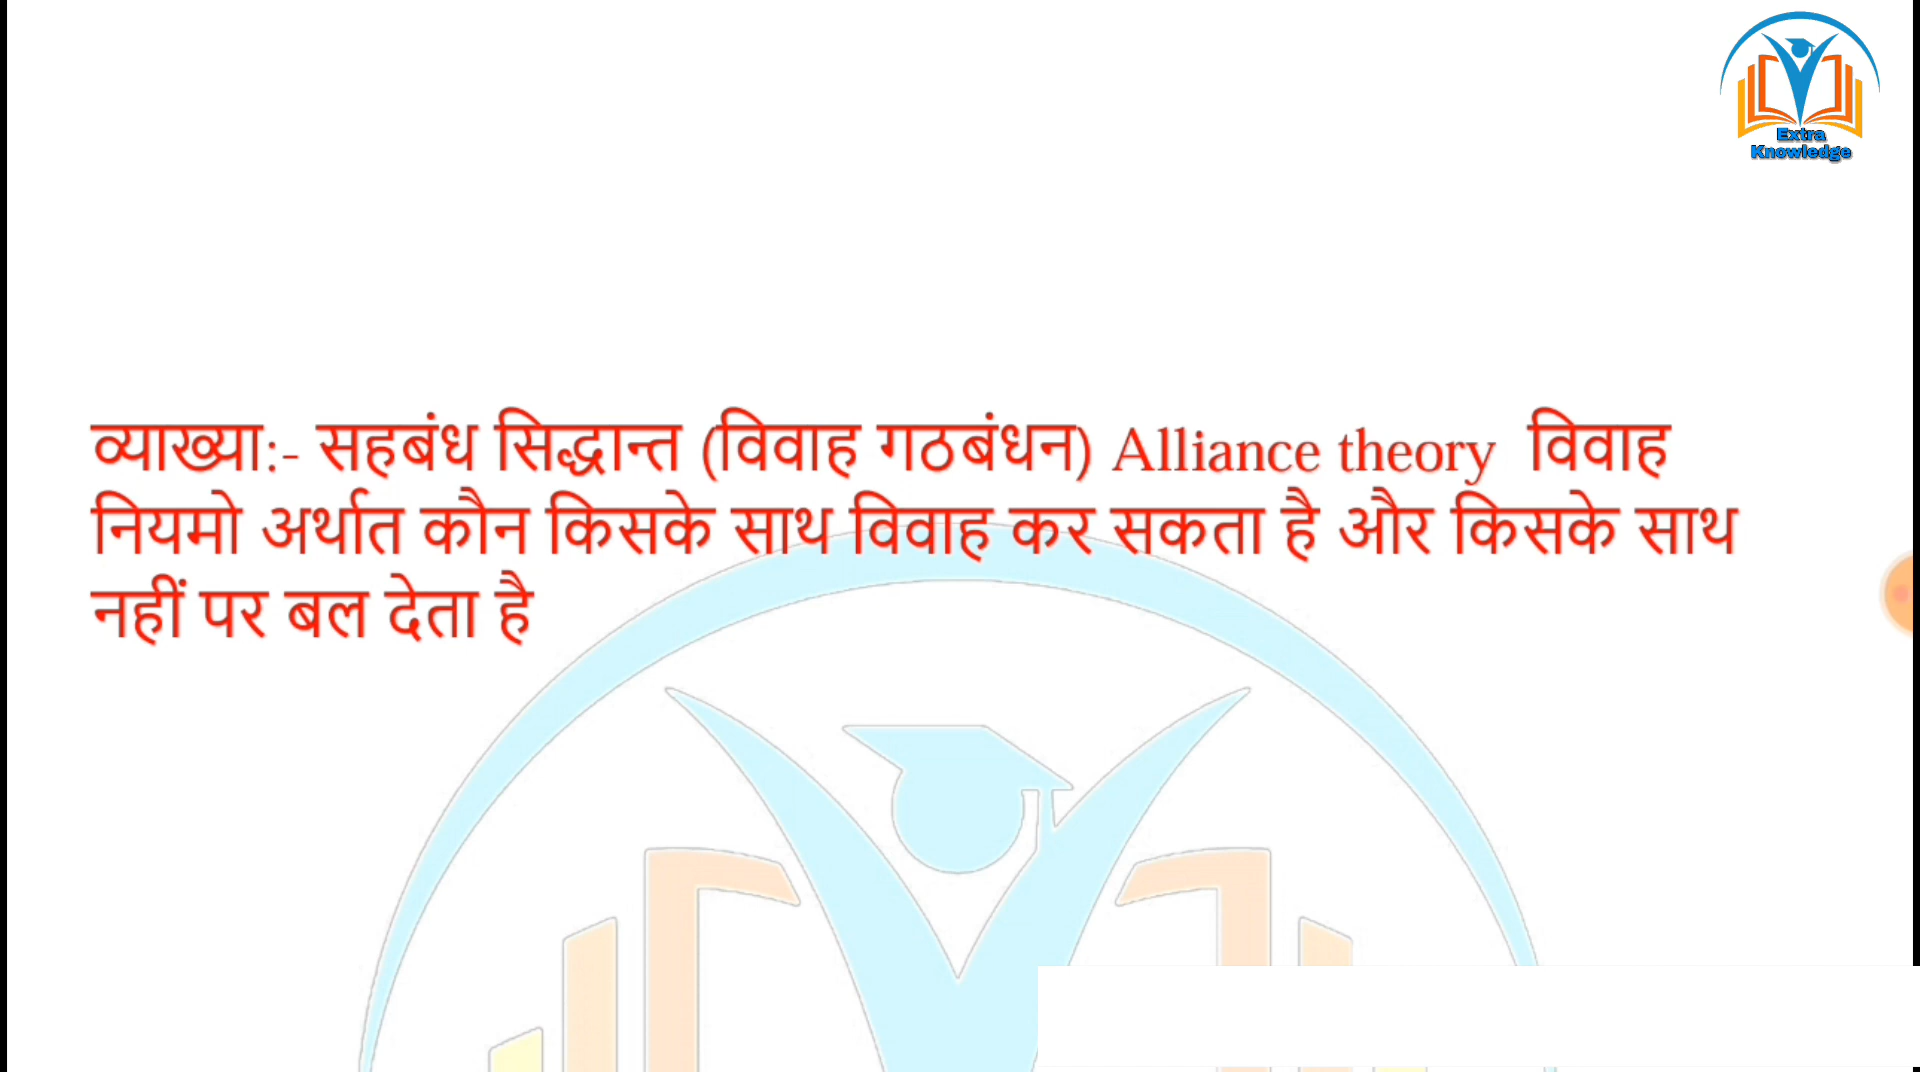 Extra
Knowledge
व्याख्या:- सहबंध सिद्धान्त (विवाह गठबंधन) Alliance theory विवाह
नियमो अर्थात कौन किसके साथ विवाह कर सकता है और किसके साथ
नहीं पर बल देता है